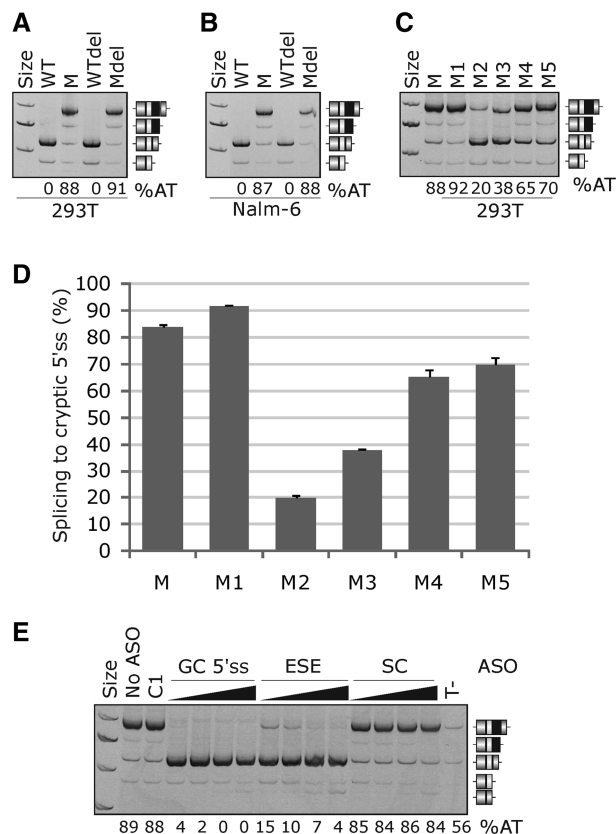 A
Size WT M WTdel Mdel
0 88 0 91 %AT
293T
B
Size WT M WTdel Mdel
0 87 0 88 %AT
Nalm-6
C
Size M M1 M2 M3 M4 M5
88 92 20 38 65 70 %AT
293T
D
Splicing to cryptic 5'ss (%)
100
90
80
70
60
50
40
30
20
10
0
M M1 M2 M3 M4 M5
E
Size No ASO C1 GC 5'ss ESE SC T- ASO
89 88 4 2 0 0 15 10 7 4 85 84 86 84 56 %AT